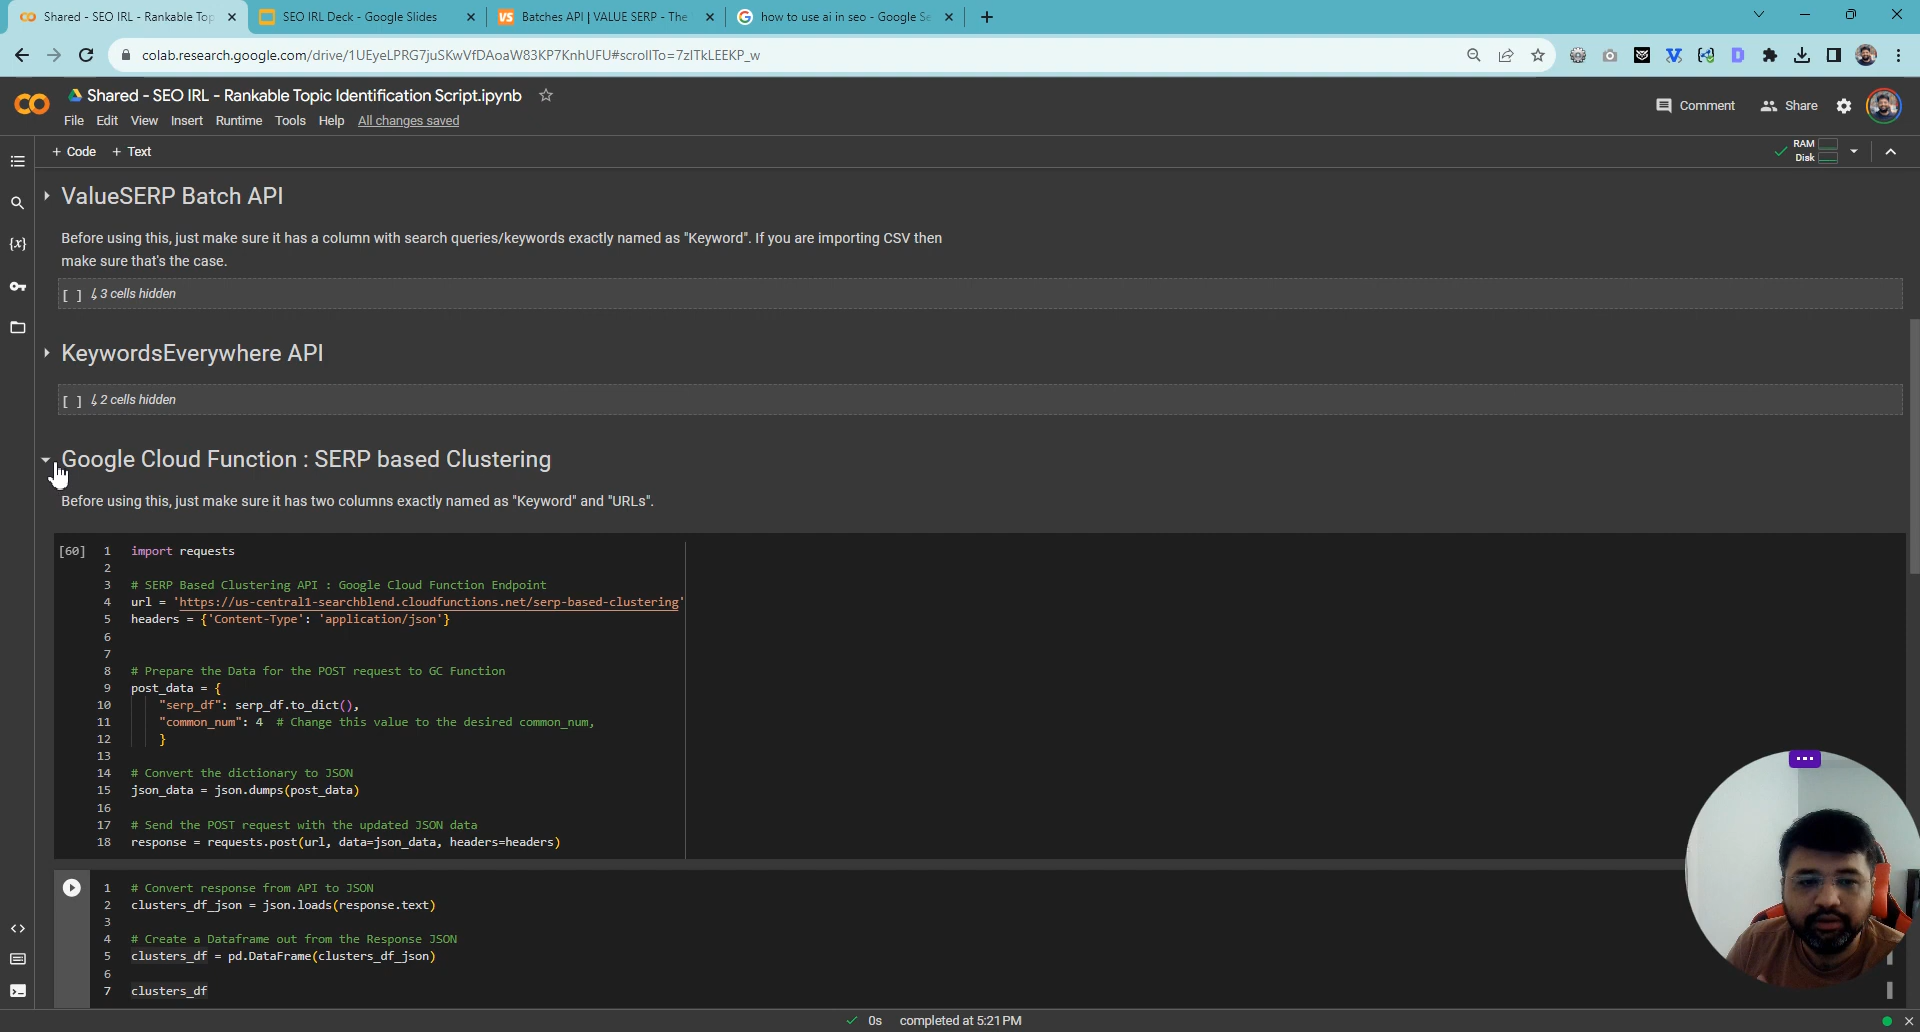 Shared - SEO IRL - Rankable Top
SEO IRL Deck - Google Slides
Batches API | VALUE SERP - The
how to use ai in seo - Google Se
colab.research.google.com/drive/1UEyeLPRG7juSKwVfDAoaW83KP7KnhUFU#scrollTo=7zlTkLEEKP_w
Shared - SEO IRL - Rankable Topic Identification Script.ipynb
File Edit View Insert Runtime Tools Help All changes saved
Comment
Share
+ Code + Text
RAM
Disk
ValueSERP Batch API
Before using this, just make sure it has a column with search queries/keywords exactly named as "Keyword". If you are importing CSV then
make sure that's the case.
[ ] 3 cells hidden
KeywordsEverywhere API
[ ] 2 cells hidden
Google Cloud Function : SERP based Clustering
Before using this, just make sure it has two columns exactly named as "Keyword" and "URLs".
[60] 1 import requests
2
3 # SERP Based Clustering API : Google Cloud Function Endpoint
4 url = 'https://us-central1-searchblend.cloudfunctions.net/serp-based-clustering'
5 headers = {'Content-Type': 'application/json'}
6
7
8 # Prepare the Data for the POST request to GC Function
9 post_data = {
10 "serp_df": serp_df.to_dict(),
11 "common_num": 4 # Change this value to the desired common_num,
12 }
13
14 # Convert the dictionary to JSON
15 json_data = json.dumps(post_data)
16
17 # Send the POST request with the updated JSON data
18 response = requests.post(url, data=json_data, headers=headers)
1 # Convert response from API to JSON
2 clusters_df_json = json.loads(response.text)
3
4 # Create a Dataframe out from the Response JSON
5 clusters_df = pd.DataFrame(clusters_df_json)
6
7 clusters_df
0s completed at 5:21 PM